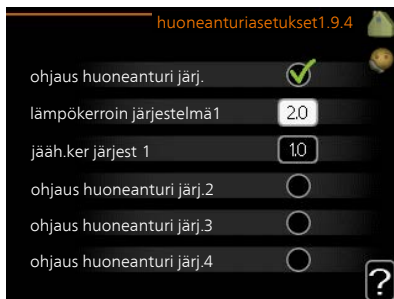 huoneanturiasetukset1.9.4
ohjaus huoneanturi järj.
lämpökerroin järjestelmä1
2.0
jääh.ker järjest 1
1.0
ohjaus huoneanturi järj.2
ohjaus huoneanturi järj.3
ohjaus huoneanturi järj.4
?